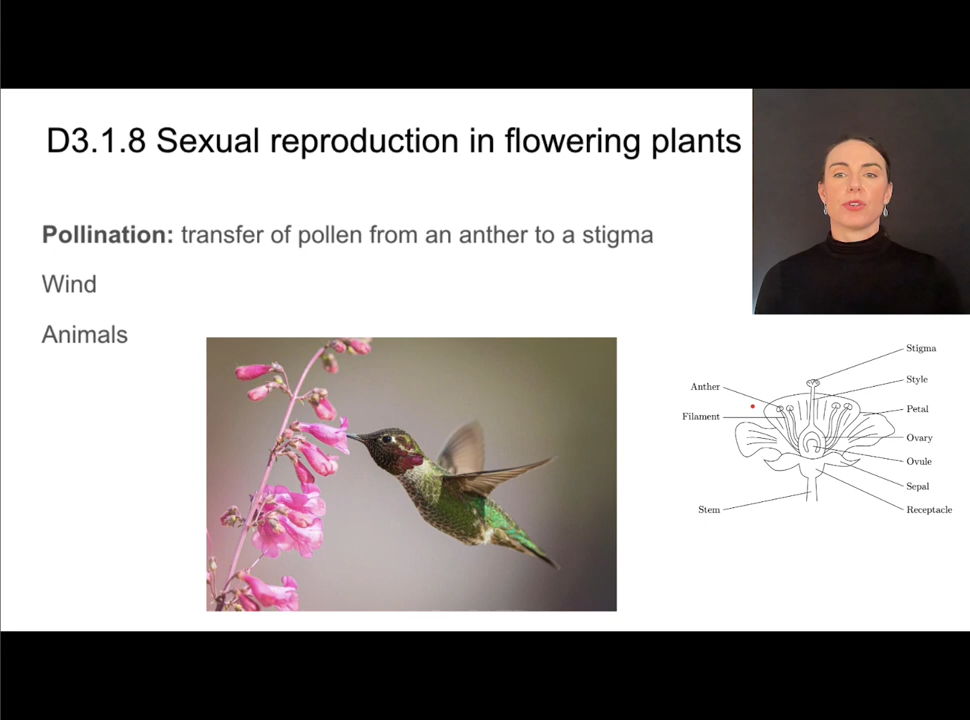 D3.1.8 Sexual reproduction in flowering plants
Pollination: transfer of pollen from an anther to a stigma
Wind
Animals
Stigma
Style
Anther
Petal
Filament
Ovary
Ovule
Sepal
Stem
Receptacle